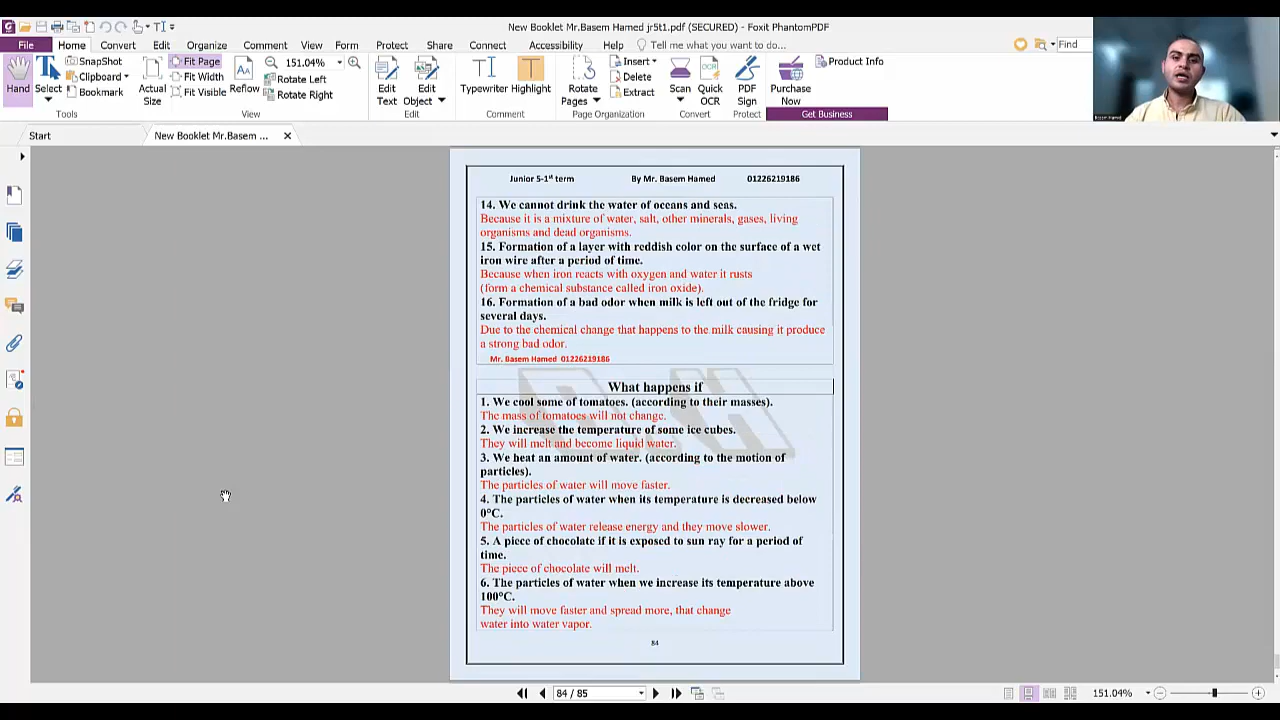 New Booklet Mr.Basem Hamed jr5t1.pdf (SECURED) - Foxit PhantomPDF
File Home Convert Edit Organize Comment View Form Protect Share Connect Accessibility Help Tell me what you want to do... Find
Hand
Select
SnapShot
Clipboard
Bookmark
Tools
Actual Size
Fit Page
Fit Width
Fit Visible
Reflow
151.04%
Rotate Left
Rotate Right
View
Edit Text
Edit Object
Edit
Typewriter
Highlight
Comment
Rotate Pages
Insert
Delete
Extract
Page Organization
Scan
Quick OCR
Convert
PDF Sign
Protect
Purchase Now
Product Info
Get Business
Start New Booklet Mr.Basem ...
Basem Hamed
Junior 5-1st term By Mr. Basem Hamed 01226219186
14. We cannot drink the water of oceans and seas.
Because it is a mixture of water, salt, other minerals, gases, living
organisms and dead organisms.
15. Formation of a layer with reddish color on the surface of a wet
iron wire after a period of time.
Because when iron reacts with oxygen and water it rusts
(form a chemical substance called iron oxide).
16. Formation of a bad odor when milk is left out of the fridge for
several days.
Due to the chemical change that happens to the milk causing it produce
a strong bad odor.
Mr. Basem Hamed 01226219186
What happens if
1. We cool some of tomatoes. (according to their masses).
The mass of tomatoes will not change.
2. We increase the temperature of some ice cubes.
They will melt and become liquid water.
3. We heat an amount of water. (according to the motion of
particles).
The particles of water will move faster.
4. The particles of water when its temperature is decreased below
0°C.
The particles of water release energy and they move slower.
5. A piece of chocolate if it is exposed to sun ray for a period of
time.
The piece of chocolate will melt.
6. The particles of water when we increase its temperature above
100°C.
They will move faster and spread more, that change
water into water vapor.
84
84 / 85
151.04%